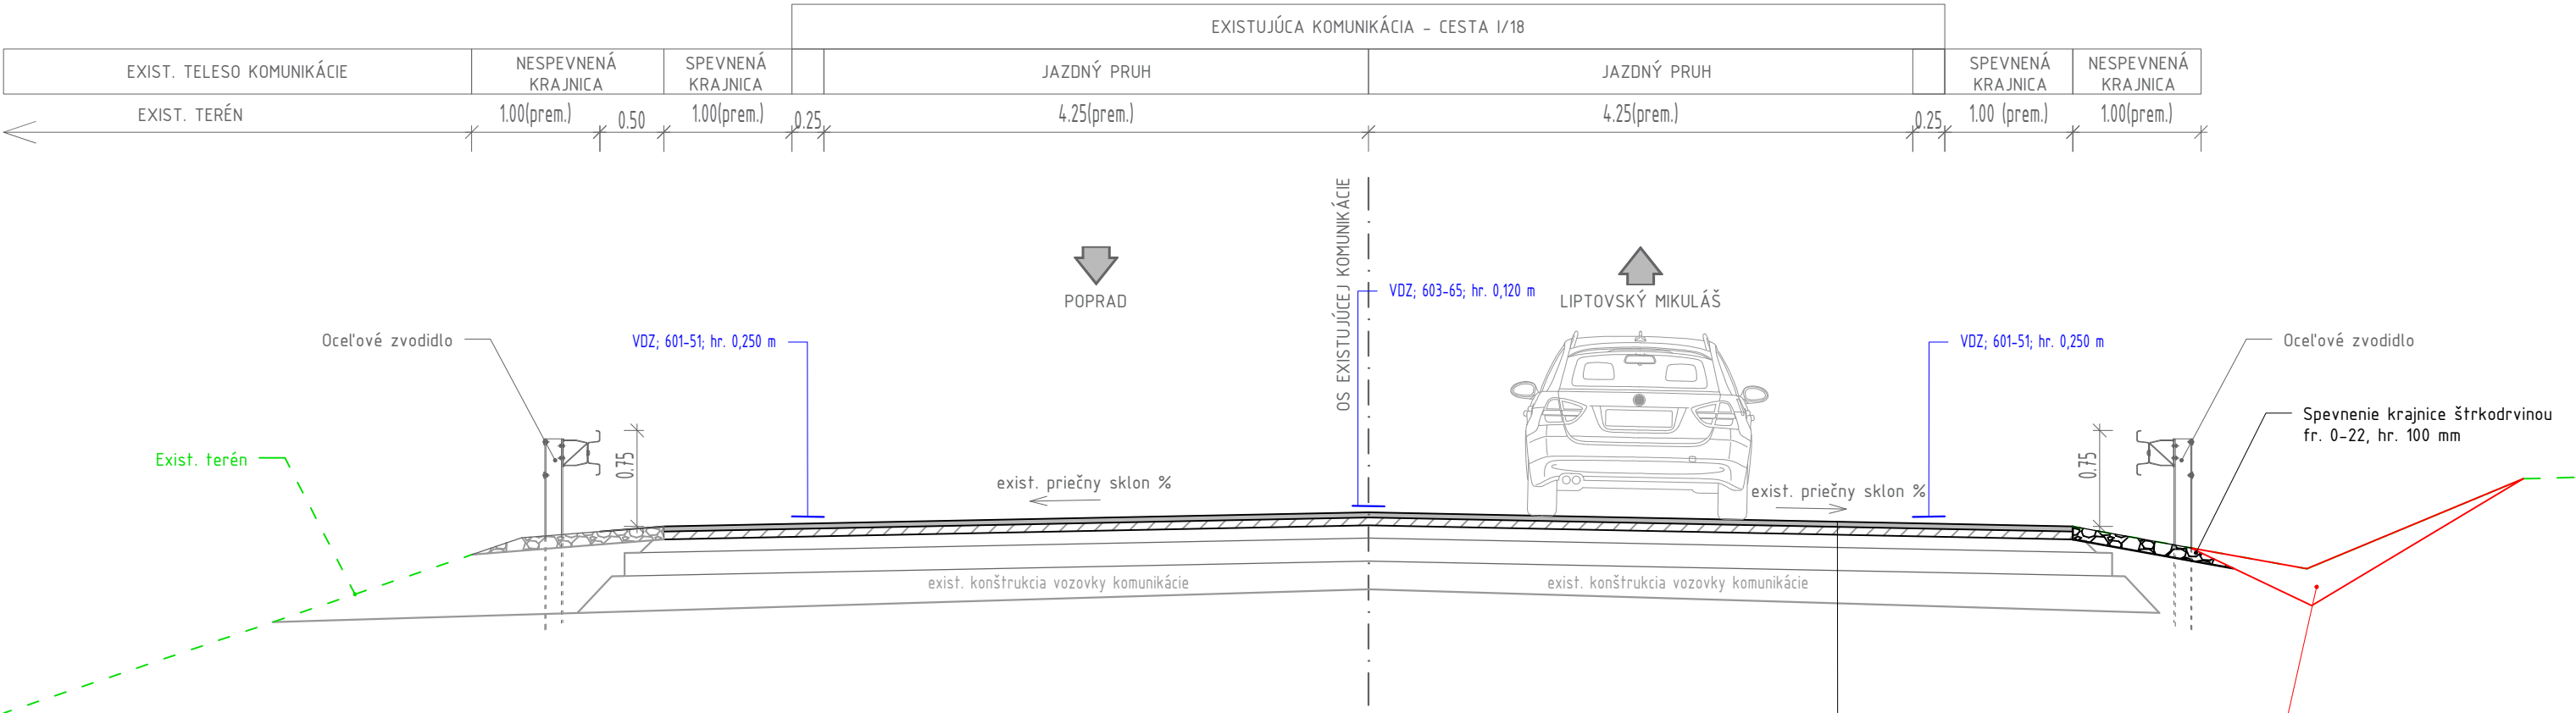 EXISTUJÚCA KOMUNIKÁCIA - CESTA I/18
EXIST. TELESO KOMUNIKÁCIE
NESPEVNENÁ
KRAJNICA
SPEVNENÁ
KRAJNICA
JAZDNÝ PRUH
JAZDNÝ PRUH
SPEVNENÁ
KRAJNICA
NESPEVNENÁ
KRAJNICA
EXIST. TERÉN
1.00(prem.)
0.50
1.00(prem.)
0.25
4.25(prem.)
4.25(prem.)
0.25
1.00 (prem.)
1.00(prem.)
OS EXISTUJÚCEJ KOMUNIKÁCIE
POPRAD
VDZ; 603-65; hr. 0,120 m
LIPTOVSKÝ MIKULÁŠ
Oceľové zvodidlo
VDZ; 601-51; hr. 0,250 m
VDZ; 601-51; hr. 0,250 m
Oceľové zvodidlo
Spevnenie krajnice štrkodrvinou
fr. 0-22, hr. 100 mm
Exist. terén
0.75
0.75
exist. priečny sklon %
exist. priečny sklon %
exist. konštrukcia vozovky komunikácie
exist. konštrukcia vozovky komunikácie